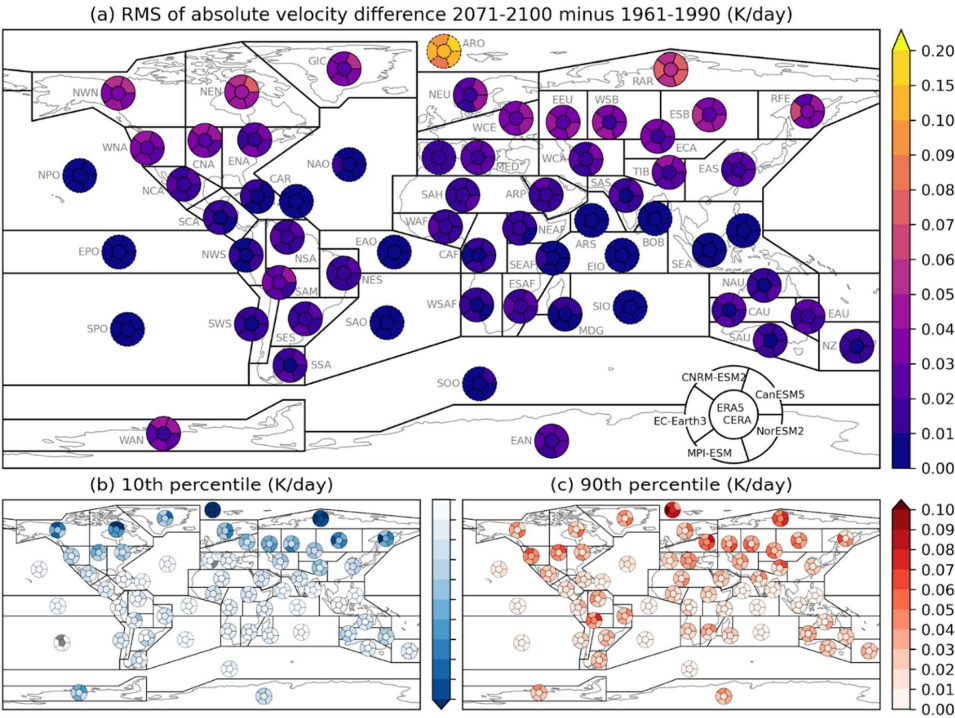 (a) RMS of absolute velocity difference 2071-2100 minus 1961-1990 (K/day)
ARO
GIC
RAR
NWN
NEN
NEU
EEU
WSB
ESB
RFE
WCE
WNA
CNA
ENA
NAO
MED
WCA
ECA
TIB
EAS
NPO
NCA
CAR
SAH
ARP
SAS
SCA
WAF
NEAF
ARS
BOB
EPO
NWS
NSA
EAO
CAF
SEAF
EIO
SEA
SAM
NES
ESAF
NAU
SPO
SWS
SES
SAO
WSAF
MDG
SIO
CAU
EAU
SAU
NZ
SSA
SOO
WAN
EAN
CNRM-ESM2
CanESM5
EC-Earth3
ERA5
CERA
NorESM2
MPI-ESM
0.20
0.15
0.10
0.09
0.08
0.07
0.06
0.05
0.04
0.03
0.02
0.01
0.00
(b) 10th percentile (K/day)
(c) 90th percentile (K/day)
0.10
0.09
0.08
0.07
0.06
0.05
0.04
0.03
0.02
0.01
0.00